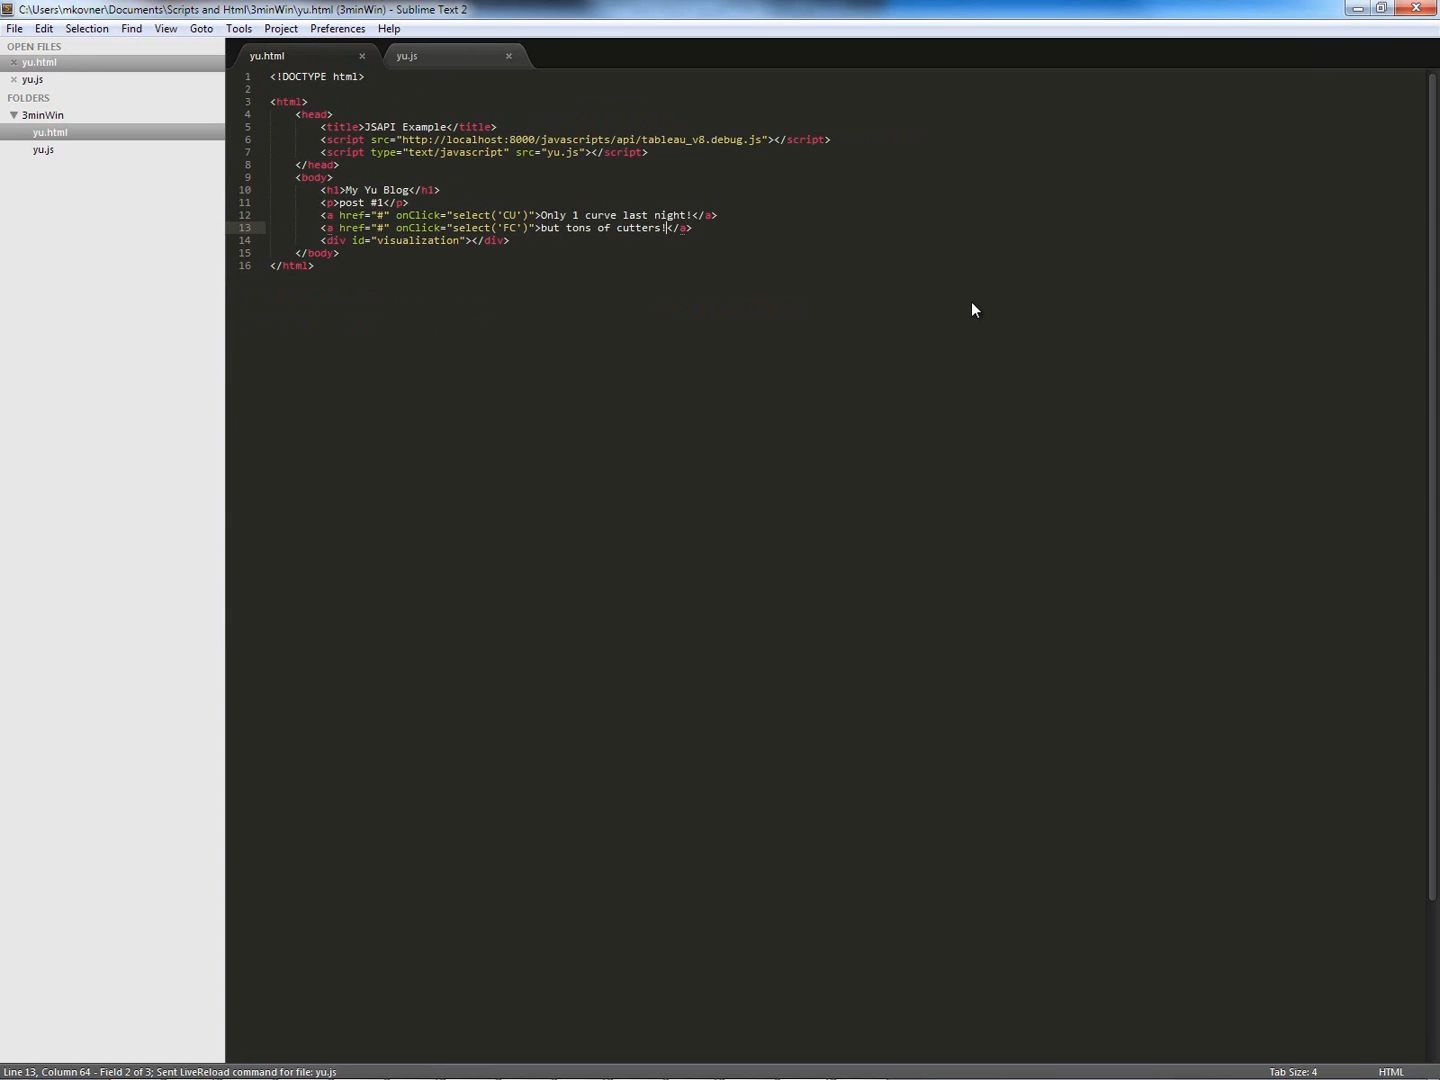 C:\Users\mkovner\Documents\Scripts and Html\3minWin\yu.html (3minWin) - Sublime Text 2
File Edit Selection Find View Goto Tools Project Preferences Help
OPEN FILES
yu.html
yu.js
FOLDERS
3minWin
yu.html
yu.js
yu.html
yu.js
1 <!DOCTYPE html>
2
3 <html>
4 <head>
5 <title>JSAPI Example</title>
6 <script src="http://localhost:8000/javascripts/api/tableau_v8.debug.js"></script>
7 <script type="text/javascript" src="yu.js"></script>
8 </head>
9 <body>
10 <h1>My Yu Blog</h1>
11 <p>post #1</p>
12 <a href="#" onClick="select('CU')">Only 1 curve last night!</a>
13 <a href="#" onClick="select('FC')">but tons of cutters!</a>
14 <div id="visualization"></div>
15 </body>
16 </html>
Line 13, Column 64 - Field 2 of 3; Sent LiveReload command for file: yu.js
Tab Size: 4
HTML